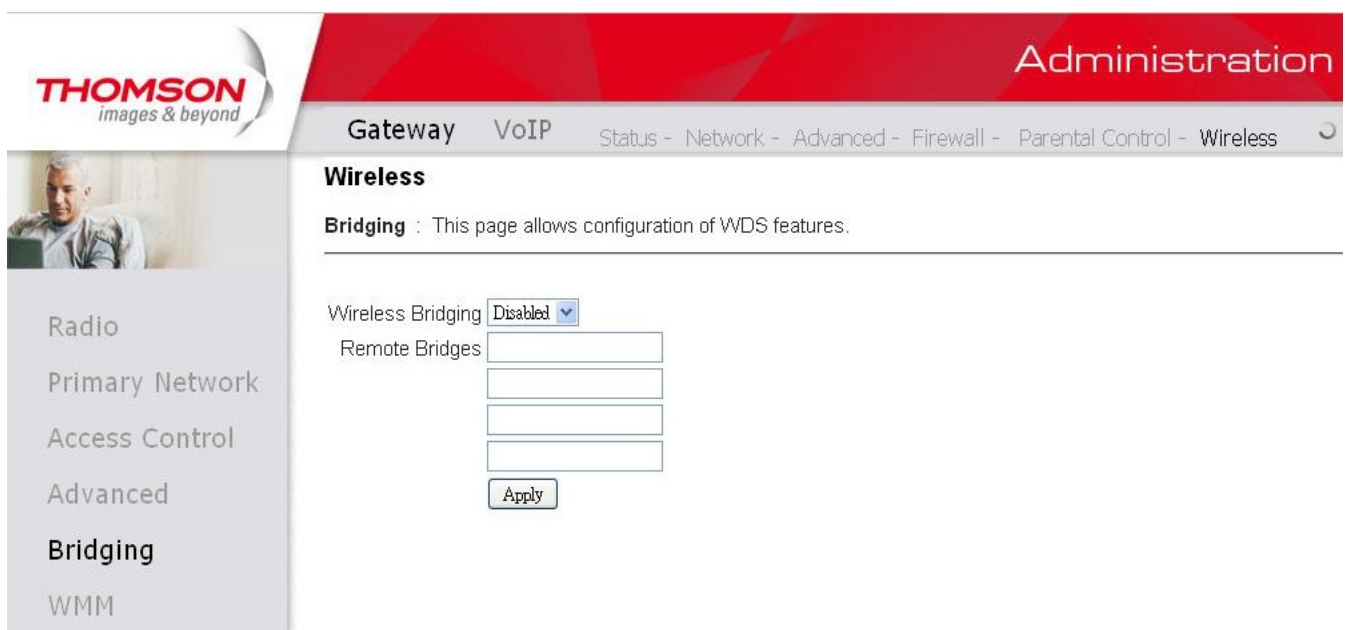 THOMSON
images & beyond
Administration
Gateway VoIP Status - Network - Advanced - Firewall - Parental Control - Wireless
Wireless
Bridging : This page allows configuration of WDS features.
Radio
Primary Network
Access Control
Advanced
Bridging
WMM
Wireless Bridging Disabled
Remote Bridges
Apply